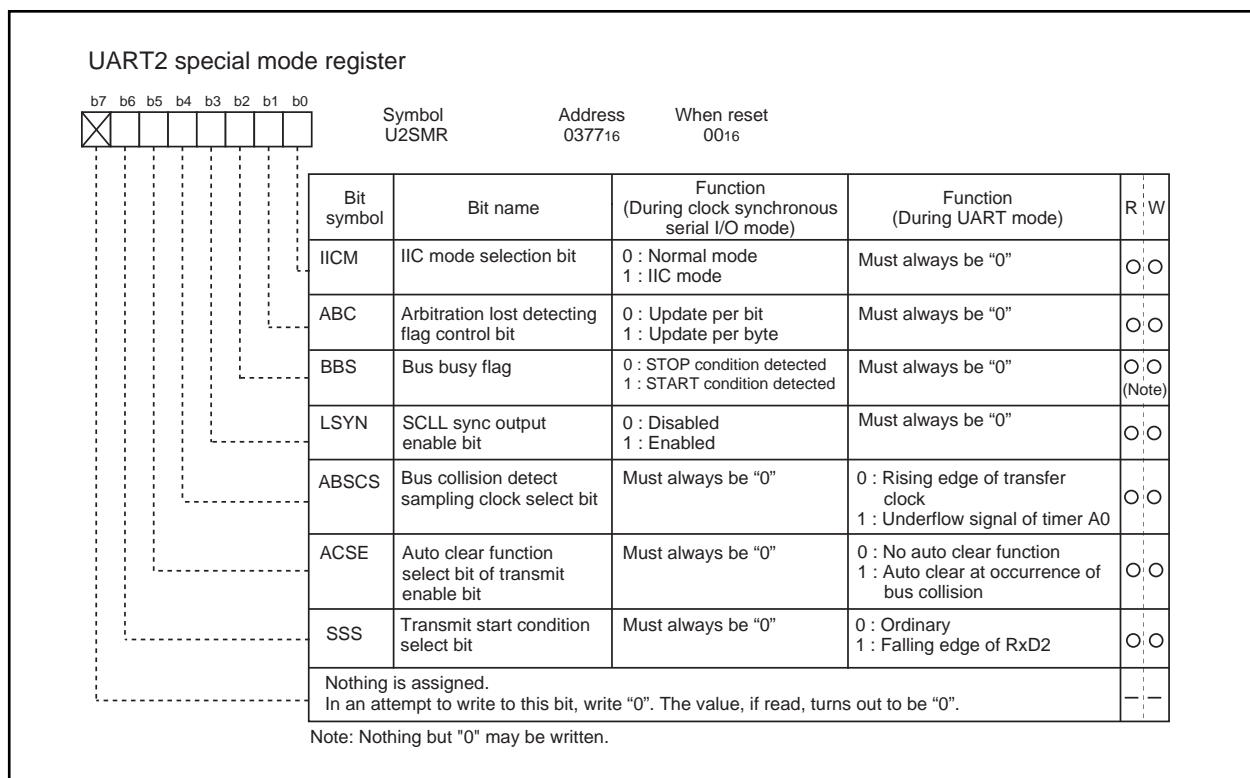 UART2 special mode register
b7 b6 b5 b4 b3 b2 b1 b0
Symbol Address When reset
U2SMR 037716 0016
Bit symbol Bit name Function (During clock synchronous serial I/O mode) Function (During UART mode) R W
IICM IIC mode selection bit 0 : Normal mode Must always be “0”
1 : IIC mode
ABC Arbitration lost detecting 0 : Update per bit Must always be “0”
flag control bit 1 : Update per byte
BBS Bus busy flag 0 : STOP condition detected Must always be “0”
1 : START condition detected (Note)
LSYN SCLL sync output 0 : Disabled Must always be “0”
enable bit 1 : Enabled
ABSCS Bus collision detect Must always be “0” 0 : Rising edge of transfer
sampling clock select bit clock
1 : Underflow signal of timer A0
ACSE Auto clear function Must always be “0” 0 : No auto clear function
select bit of transmit 1 : Auto clear at occurrence of
enable bit bus collision
SSS Transmit start condition Must always be “0” 0 : Ordinary
select bit 1 : Falling edge of RxD2
Nothing is assigned.
In an attempt to write to this bit, write “0”. The value, if read, turns out to be “0”. – –
Note: Nothing but "0" may be written.